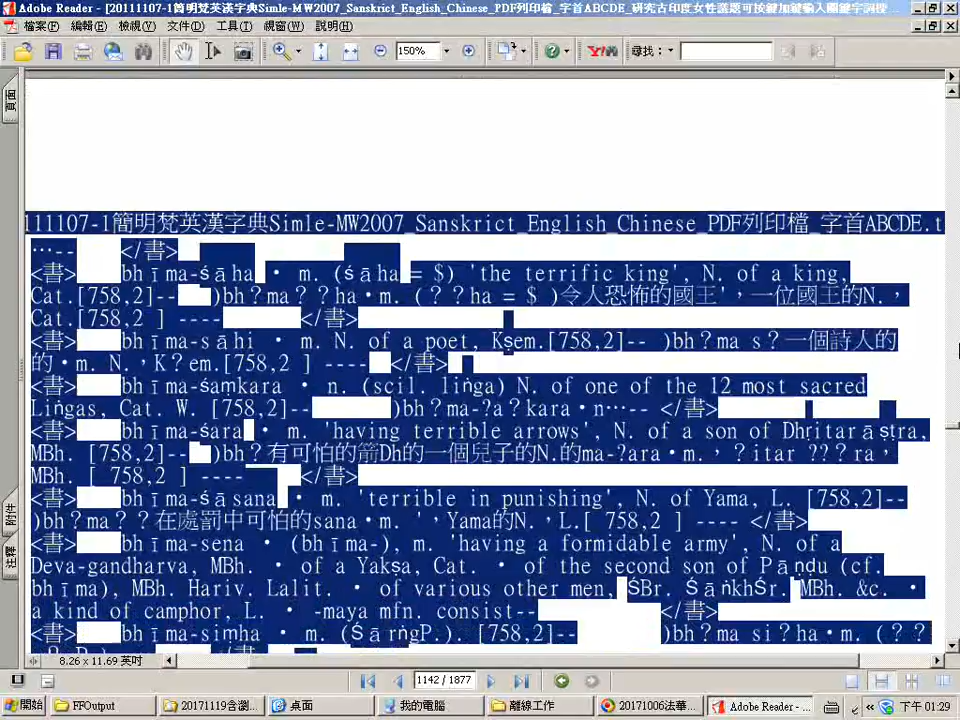 Adobe Reader - [20111107-1簡明梵英漢字典Simle-MW2007_Sanskrict_English_Chinese_PDF列印檔_字首ABCDE_研究古印度女性議題可按鍵加鍵輸入關鍵字詞搜
檔案(F) 編輯(E) 檢視(V) 文件(D) 工具(T) 視窗(W) 說明(H)
150% Y! 尋找:
頁面
111107-1簡明梵英漢字典Simle-MW2007_Sanskrict_English_Chinese_PDF列印檔_字首ABCDE.t
…-- </書>
<書> bhīma-śāha • m. (śāha = $) 'the terrific king', N. of a king,
Cat.[758,2]-- )bh？ma？？ha•m. (？？ha = $ )令人恐怖的國王'，一位國王的N.，
Cat.[758,2 ] ---- </書>
<書> bhīma-sāhi • m. N. of a poet, Kṣem.[758,2]-- )bh？ma s？一個詩人的
的•m. N.，K？em.[758,2 ] ---- </書>
<書> bhīma-śaṃkara • n. (scil. liṅga) N. of one of the 12 most sacred
Liṅgas, Cat. W. [758,2]-- )bh？ma-?a？kara•n…-- </書>
<書> bhīma-śara • m. 'having terrible arrows', N. of a son of Dhṛitarāṣṭra,
MBh. [758,2]-- )bh？有可怕的箭Dh的一個兒子的N.的ma-?ara•m.，？itar ??？ra，
MBh. [ 758,2 ] ---- </書>
<書> bhīma-śāsana • m. 'terrible in punishing', N. of Yama, L. [758,2]--
)bh？ma？？在處罰中可怕的sana•m. '，Yama的N.，L.[ 758,2 ] ---- </書>
<書> bhīma-sena • (bhīma-), m. 'having a formidable army', N. of a
Deva-gandharva, MBh. • of a Yakṣa, Cat. • of the second son of Pāṇḍu (cf.
bhīma), MBh. Hariv. Lalit. • of various other men, ŚBr. ŚāṅkhŚr. MBh. &c. •
a kind of camphor, L. • -maya mfn. consist-- </書>
<書> bhīma-siṃha • m. (ŚārṅgP.). [758,2]-- )bh？ma si？ha•m. (？？
附件
注釋
8.26 x 11.69 英吋
1142 / 1877
開始 FFOutput 20171119含瀏... 桌面 我的電腦 離線工作 20171006法華... Adobe Reader - ... 下午 01:29